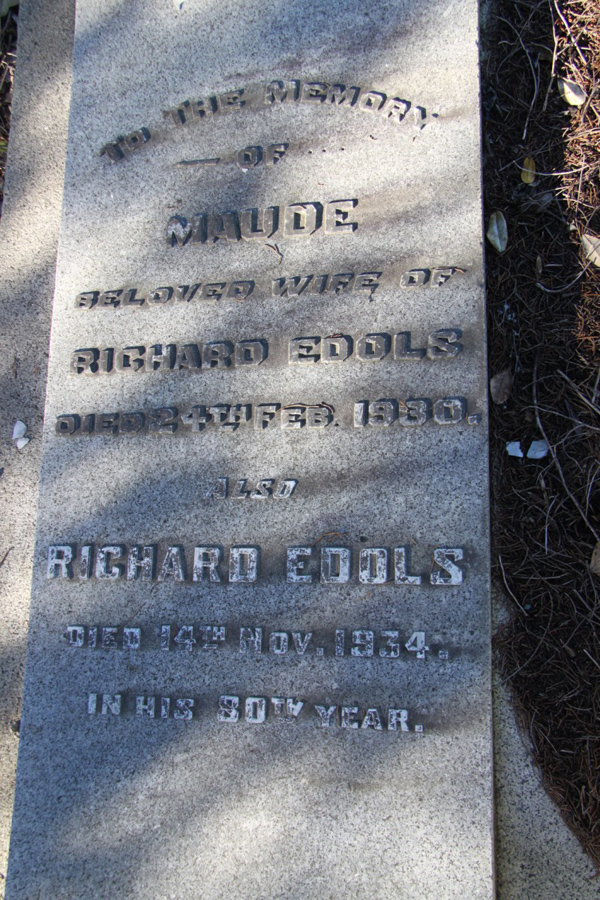 TO THE MEMORY
— OF ...
MAUDE
BELOVED WIFE OF
RICHARD EDOLS
DIED 24TH FEB. 1930.
ALSO
RICHARD EDOLS
DIED 14TH NOV. 1934.
IN HIS 90TH YEAR.